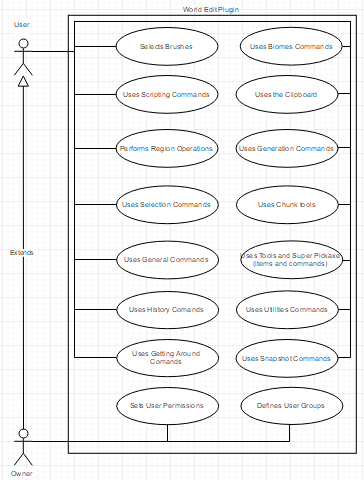 World Edit Plugin
User
Selects Brushes
Uses Biomes Commands
Uses Scripting Commands
Uses the Clipboard
Performs Region Operations
Uses Generation Commands
Uses Selection Commands
Uses Chunk tools
Uses General Commands
Uses Tools and Super Pickaxe
(items and commands)
Extends
Uses History Comands
Uses Utilities Commands
Uses Getting Around
Comands
Uses Snapshot Commands
Sets User Permissions
Defines User Groups
Owner